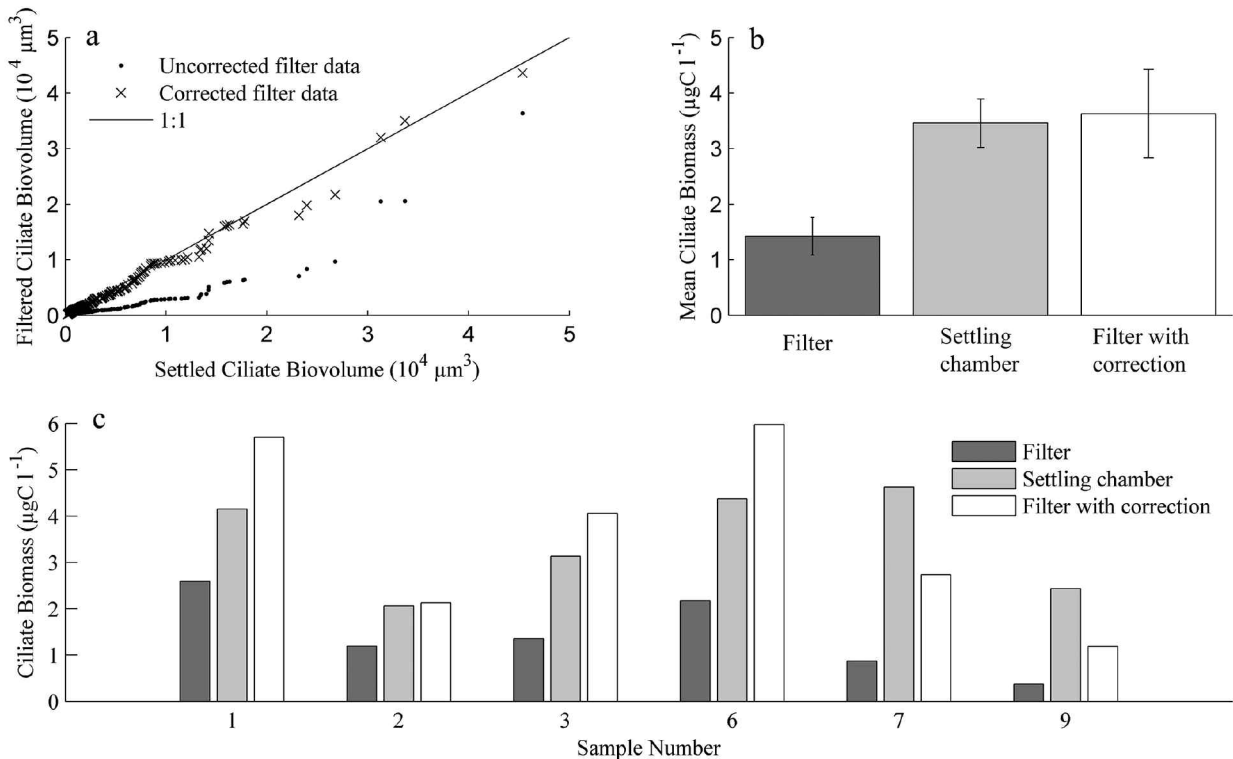 a
Uncorrected filter data
Corrected filter data
1:1
Filtered Ciliate Biovolume (10⁴ μm³)
5
4
3
2
1
0
0 1 2 3 4 5
Settled Ciliate Biovolume (10⁴ μm³)
b
Mean Ciliate Biomass (μgC l⁻¹)
5
4
3
2
1
0
Filter
Settling
chamber
Filter with
correction
c
Ciliate Biomass (μgC l⁻¹)
6
5
4
3
2
1
0
Filter
Settling chamber
Filter with correction
1 2 3 6 7 9
Sample Number